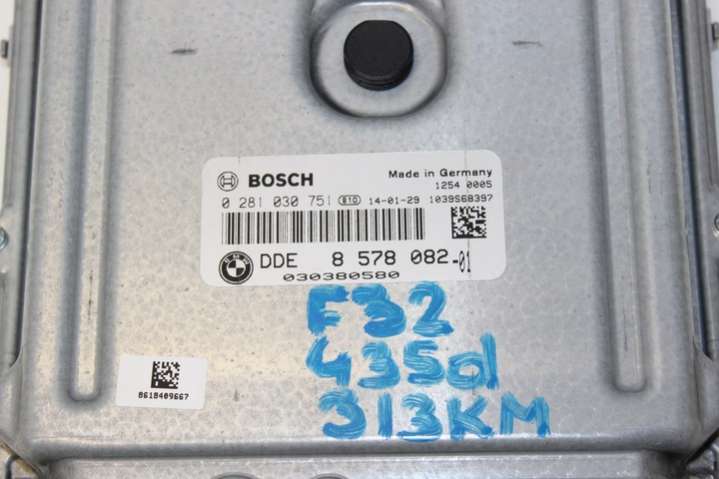 BOSCH Made in Germany
1254 0005
0 281 030 751 610 14-01-29 1039S68397
DDE 8 578 082-01
030380580
F32
435d
313KM
8618409667